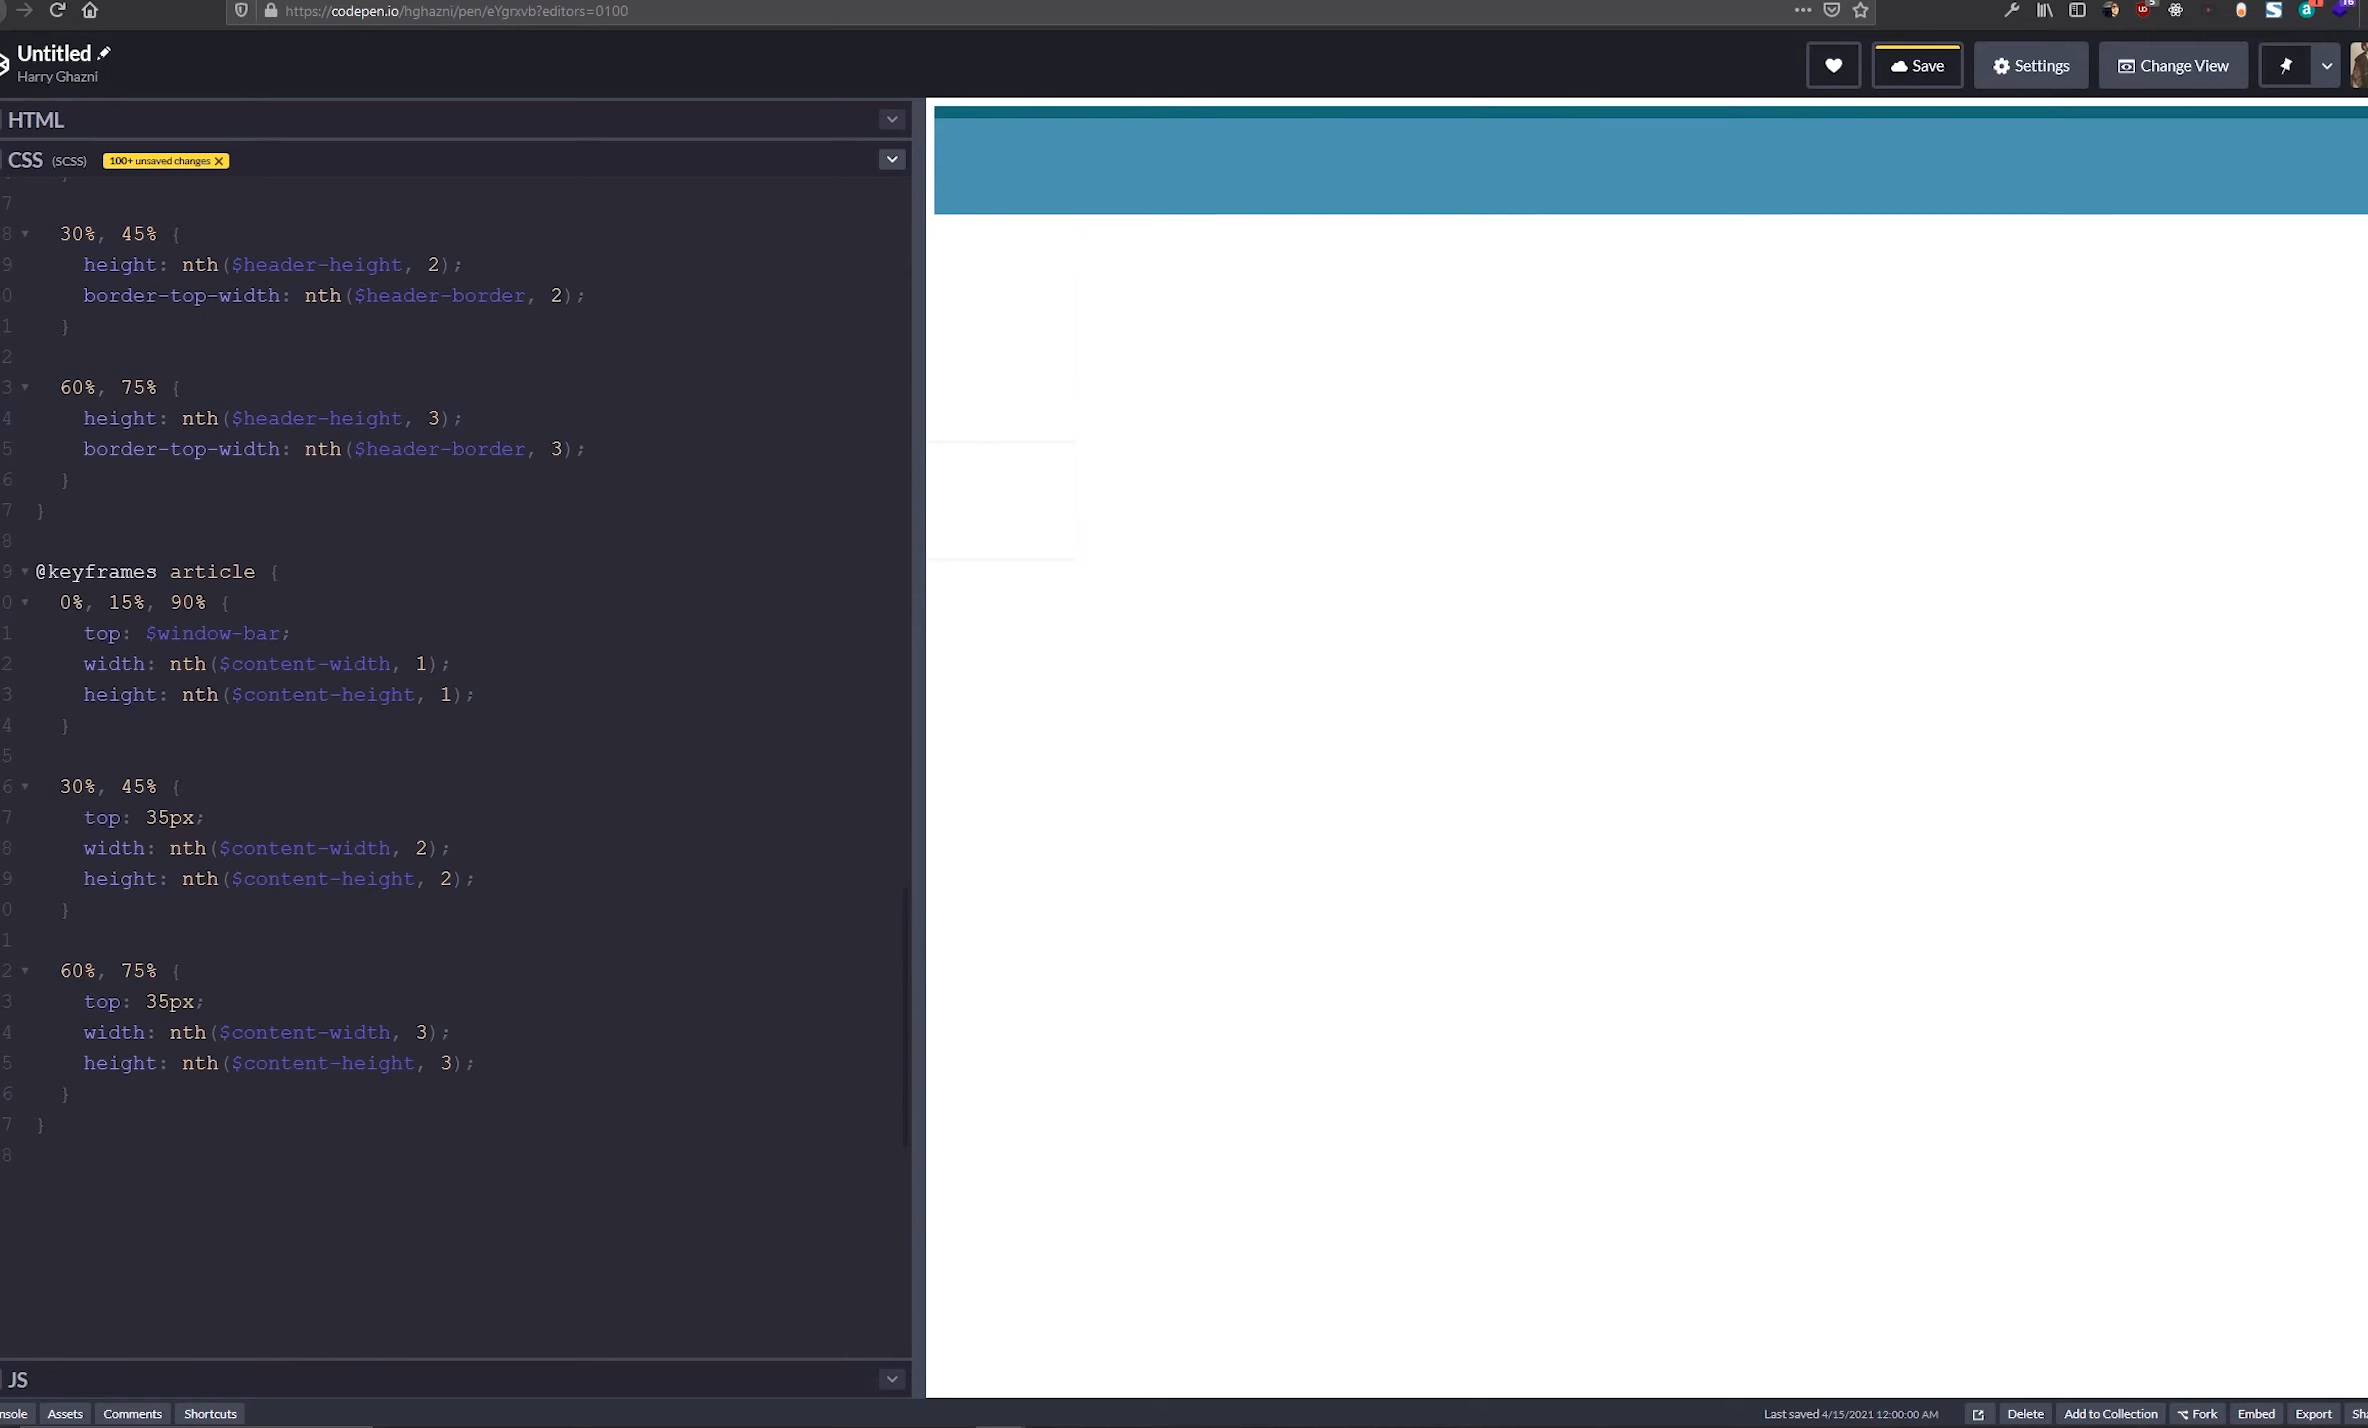 https://codepen.io/hghazni/pen/eYgrxvb?editors=0100
Untitled
Harry Ghazni
Save
Settings
Change View
HTML
CSS (SCSS) 100+ unsaved changes X
7
8 30%, 45% {
9 height: nth($header-height, 2);
0 border-top-width: nth($header-border, 2);
1 }
2
3 60%, 75% {
4 height: nth($header-height, 3);
5 border-top-width: nth($header-border, 3);
6 }
7 }
8
9 @keyframes article {
0 0%, 15%, 90% {
1 top: $window-bar;
2 width: nth($content-width, 1);
3 height: nth($content-height, 1);
4 }
5
6 30%, 45% {
7 top: 35px;
8 width: nth($content-width, 2);
9 height: nth($content-height, 2);
0 }
1
2 60%, 75% {
3 top: 35px;
4 width: nth($content-width, 3);
5 height: nth($content-height, 3);
6 }
7 }
8
JS
nsole Assets Comments Shortcuts Last saved 4/15/2021 12:00:00 AM Delete Add to Collection Fork Embed Export Sha